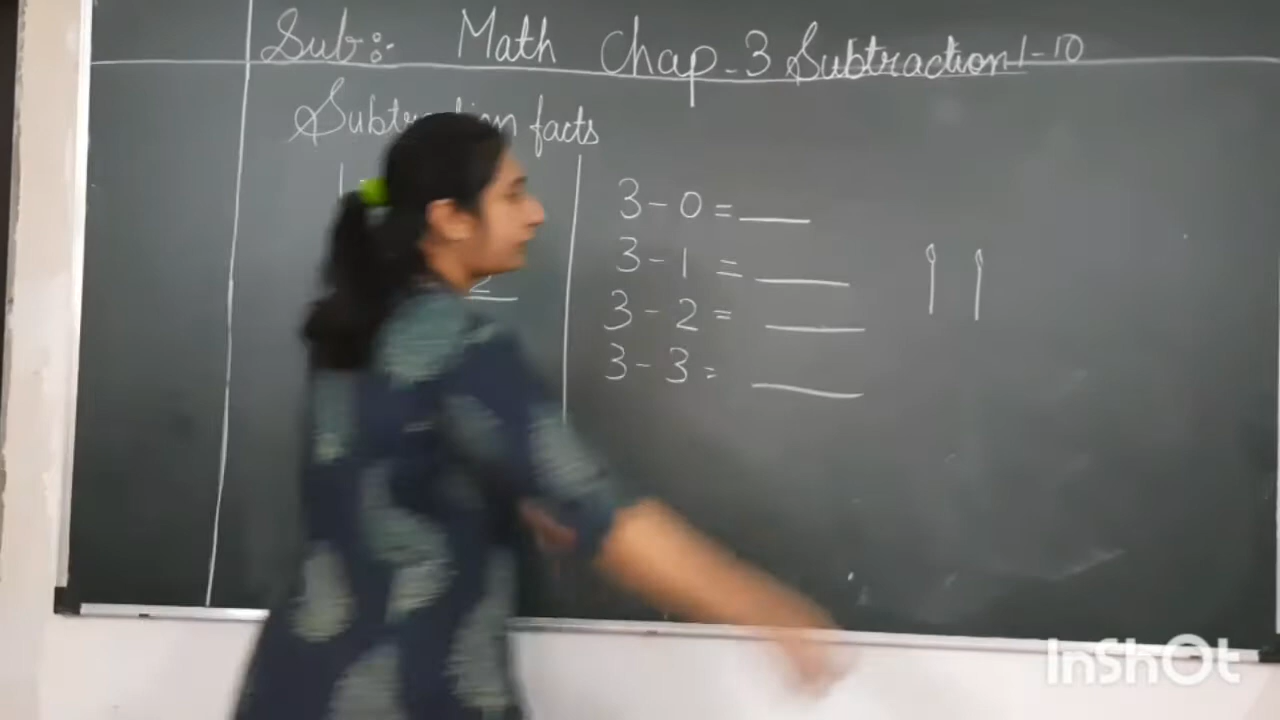 Sub:- Math Chap-3 Subtraction 1-10
facts
3-0=___
3-1 = ___
2
3-2= ___
3-3= ___
InShOt